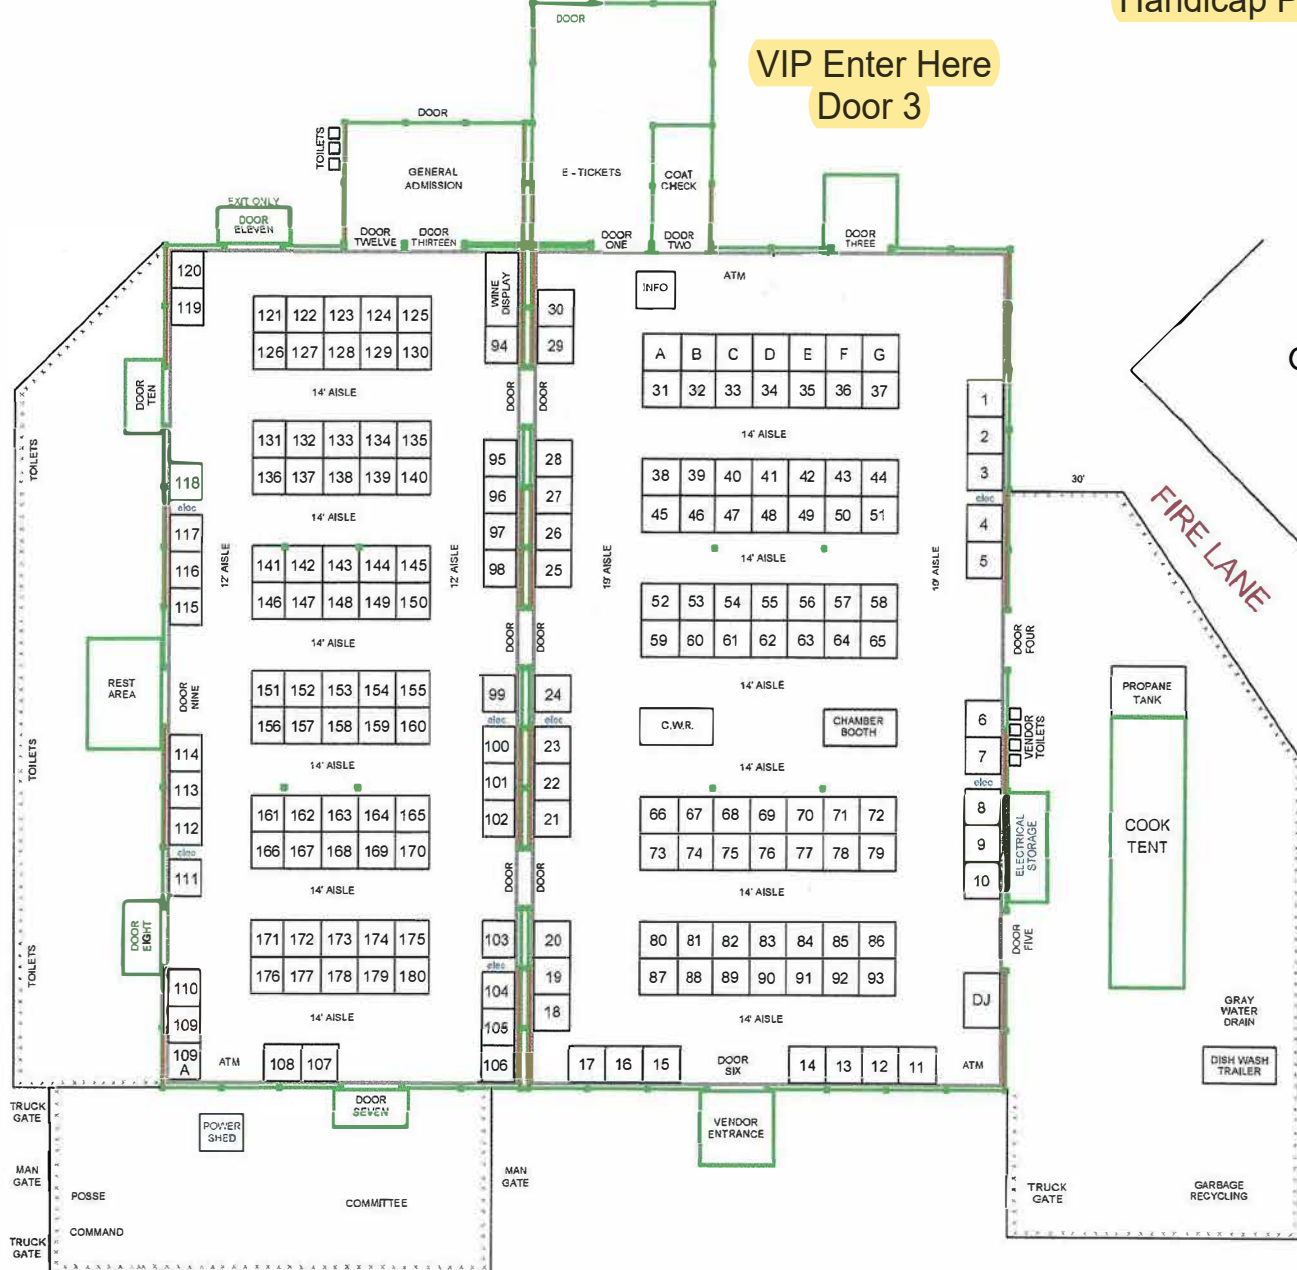 Handicap P
DOOR
VIP Enter Here
Door 3
DOOR
TOILETS
GENERAL
ADMISSION
E - TICKETS
COAT
CHECK
EXIT ONLY
DOOR
ELEVEN
DOOR
TWELVE
DOOR
THIRTEEN
DOOR
ONE
DOOR
TWO
DOOR
THREE
ATM
INFO
120
119
WINE
DISPLAY
94
30
29
121 122 123 124 125
126 127 128 129 130
A B C D E F G
31 32 33 34 35 36 37
14' AISLE
DOOR
TEN
DOOR
DOOR
1
2
3
elec
4
5
14' AISLE
131 132 133 134 135
136 137 138 139 140
TOILETS
118
elec
117
116
115
95
96
97
98
28
27
26
25
38 39 40 41 42 43 44
45 46 47 48 49 50 51
30'
FIRE LANE
14' AISLE
14' AISLE
12' AISLE
12' AISLE
19' AISLE
19' AISLE
141 142 143 144 145
146 147 148 149 150
52 53 54 55 56 57 58
59 60 61 62 63 64 65
14' AISLE
DOOR
DOOR
DOOR
FOUR
14' AISLE
REST
AREA
DOOR
NINE
151 152 153 154 155
156 157 158 159 160
99
elec
100
101
102
24
elec
23
22
21
C.W.R.
CHAMBER
BOOTH
6
7
elec
8
9
10
VENDOR
TOILETS
PROPANE
TANK
TOILETS
114
113
112
elec
111
14' AISLE
14' AISLE
161 162 163 164 165
166 167 168 169 170
66 67 68 69 70 71 72
73 74 75 76 77 78 79
ELECTRICAL
STORAGE
COOK
TENT
14' AISLE
DOOR
DOOR
14' AISLE
DOOR
EIGHT
171 172 173 174 175
176 177 178 179 180
103
elec
104
105
106
20
19
18
80 81 82 83 84 85 86
87 88 89 90 91 92 93
DOOR
FIVE
TOILETS
110
109
109
A
DJ
14' AISLE
14' AISLE
GRAY
WATER
DRAIN
ATM
108 107
17 16 15
DOOR
SIX
14 13 12 11
ATM
DISH WASH
TRAILER
TRUCK
GATE
POWER
SHED
DOOR
SEVEN
VENDOR
ENTRANCE
MAN
GATE
POSSE
COMMAND
COMMITTEE
MAN
GATE
TRUCK
GATE
GARBAGE
RECYCLING
TRUCK
GATE